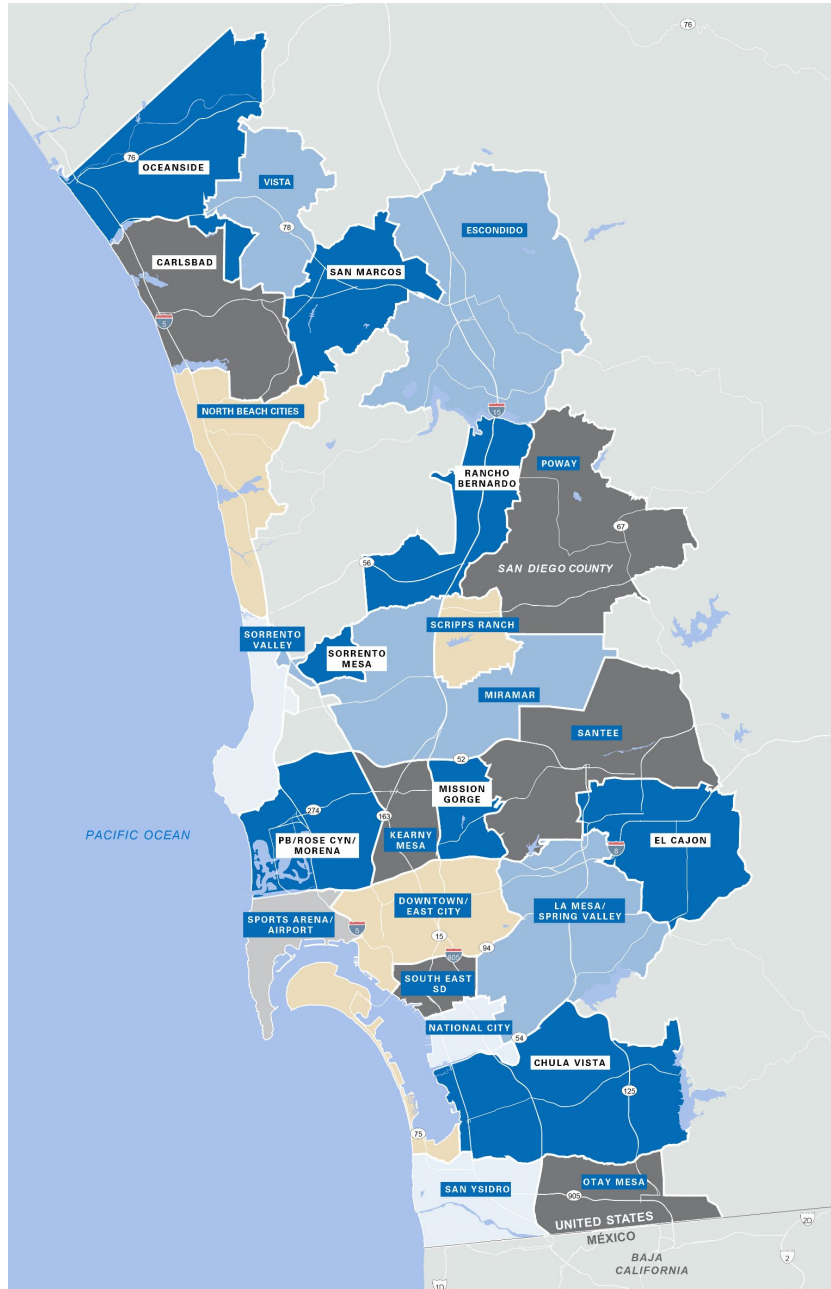 76
76
OCEANSIDE
VISTA
78
ESCONDIDO
CARLSBAD
SAN MARCOS
5
NORTH BEACH CITIES
15
RANCHO
BERNARDO
POWAY
67
56
SAN DIEGO COUNTY
SCRIPPS RANCH
SORRENTO
VALLEY
SORRENTO
MESA
MIRAMAR
SANTEE
52
MISSION
GORGE
274
163
PACIFIC OCEAN
PB/ROSE CYN/
MORENA
KEARNY
MESA
EL CAJON
8
DOWNTOWN/
EAST CITY
LA MESA/
SPRING VALLEY
SPORTS ARENA/
AIRPORT
5
15
94
805
SOUTH EAST
SD
NATIONAL CITY
54
CHULA VISTA
125
75
SAN YSIDRO
OTAY MESA
905
UNITED STATES
MÉXICO
2D
BAJA
CALIFORNIA
2
1D